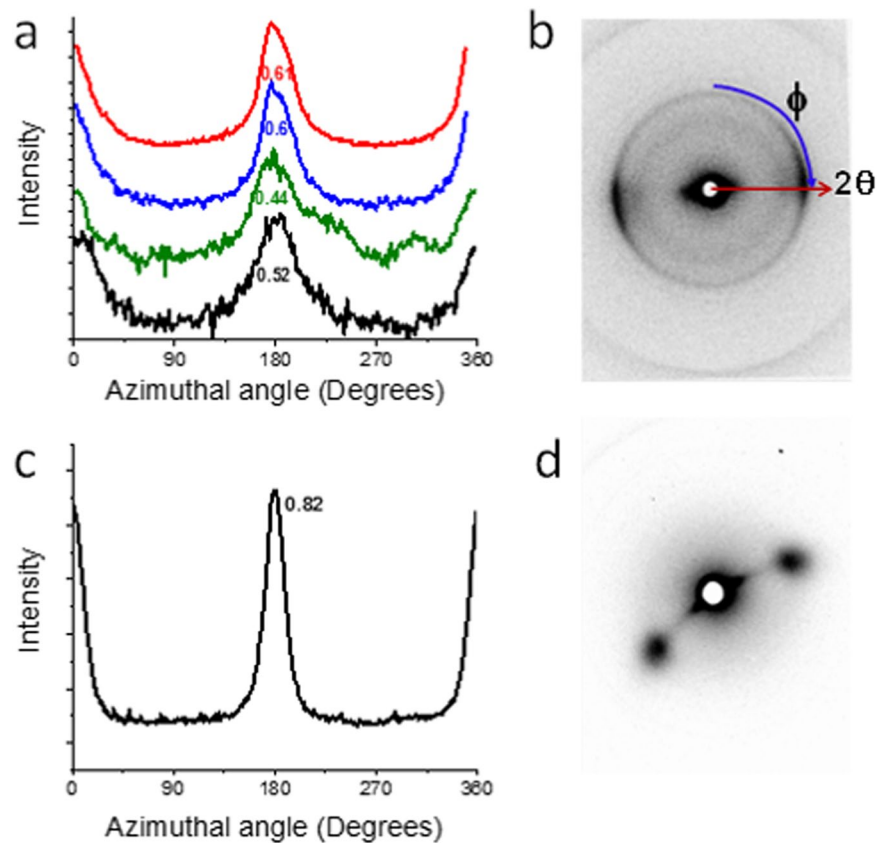 a
0.61
0.6
0.44
0.52
Intensity
0 90 180 270 360
Azimuthal angle (Degrees)
b
ϕ
2θ
c
0.82
Intensity
0 90 180 270 360
Azimuthal angle (Degrees)
d